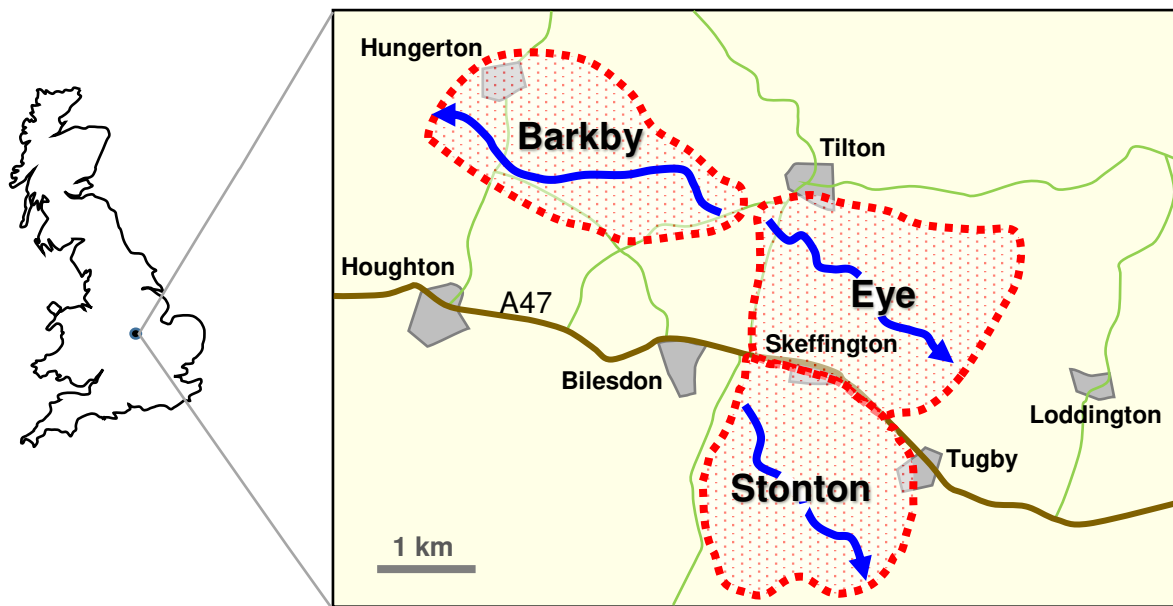 Hungerton
Barkby
Tilton
Houghton
A47
Eye
Skeffington
Bilesdon
Loddington
Tugby
Stonton
1 km